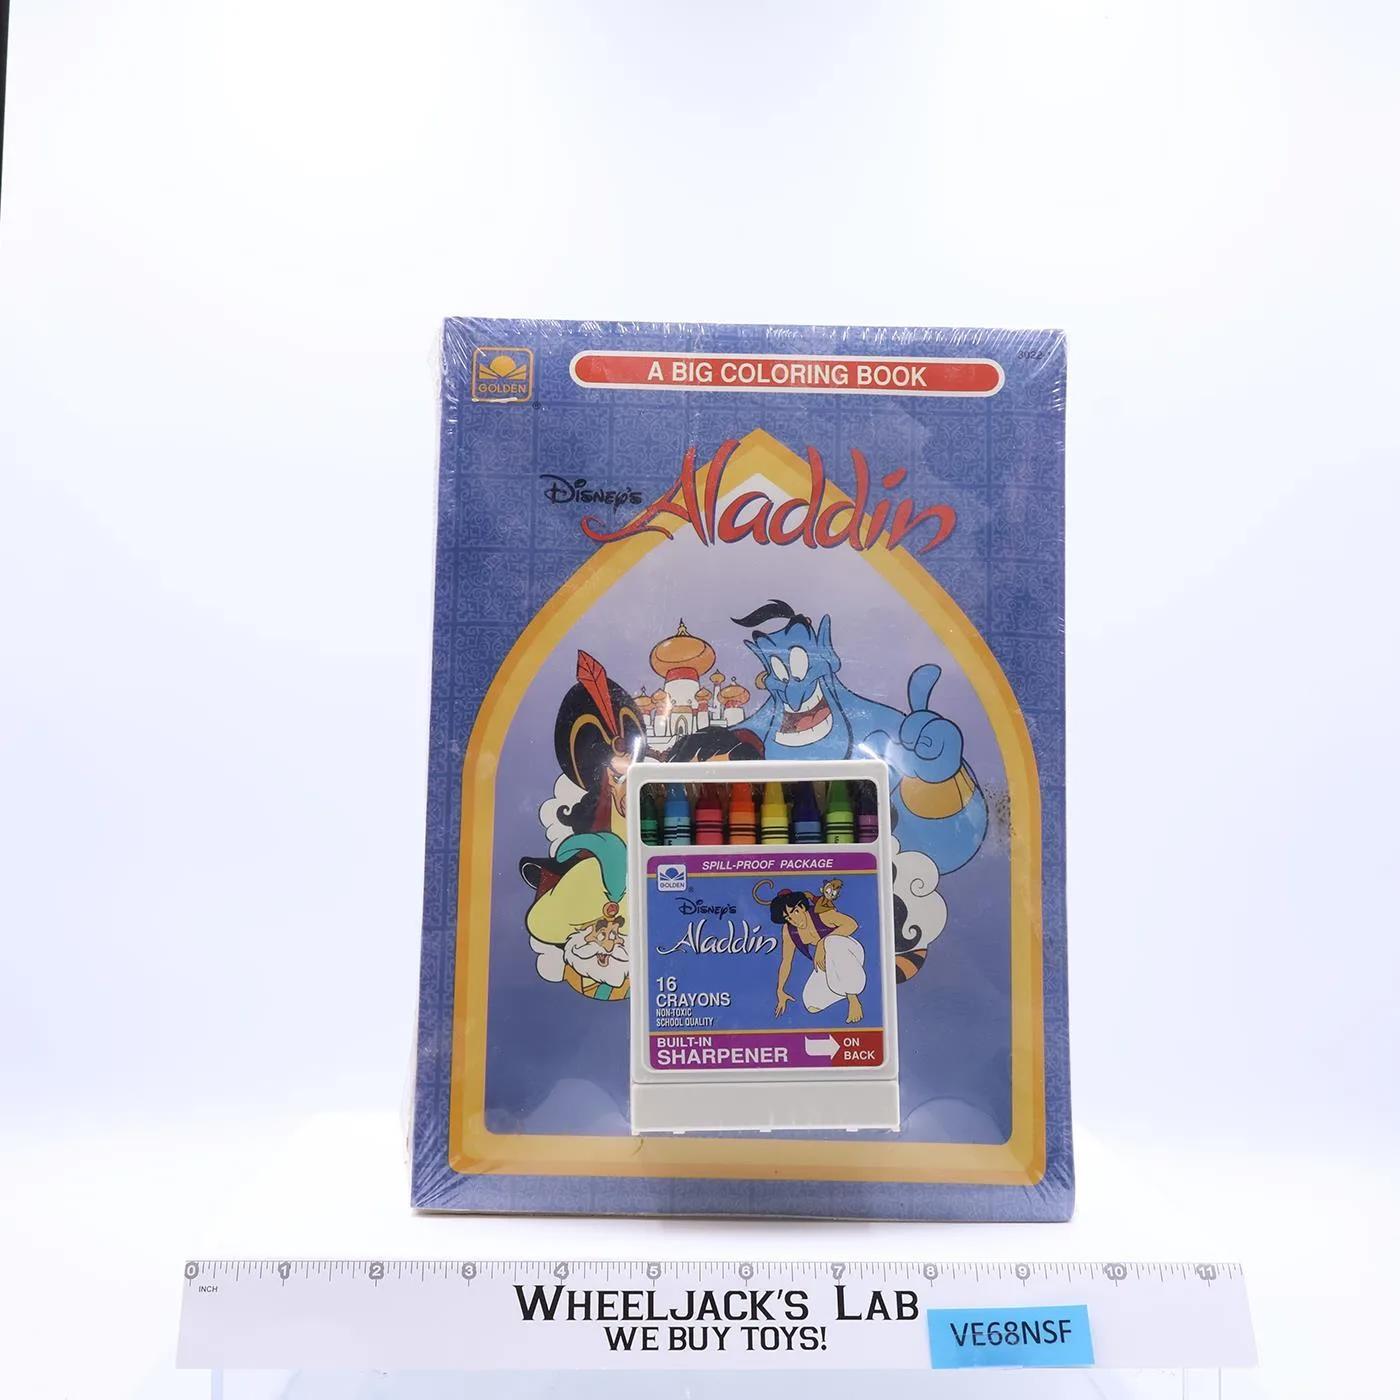 GOLDEN
A BIG COLORING BOOK
3022
DISNEY'S
Aladdin
SPILL-PROOF PACKAGE
GOLDEN
DISNEY'S
Aladdin
16
CRAYONS
NON-TOXIC
SCHOOL QUALITY
BUILT-IN
SHARPENER
ON
BACK
0 1 2 3 4 5 6 7 8 9 10 11
INCH
WHEELJACK'S LAB
WE BUY TOYS!
VE68NSF